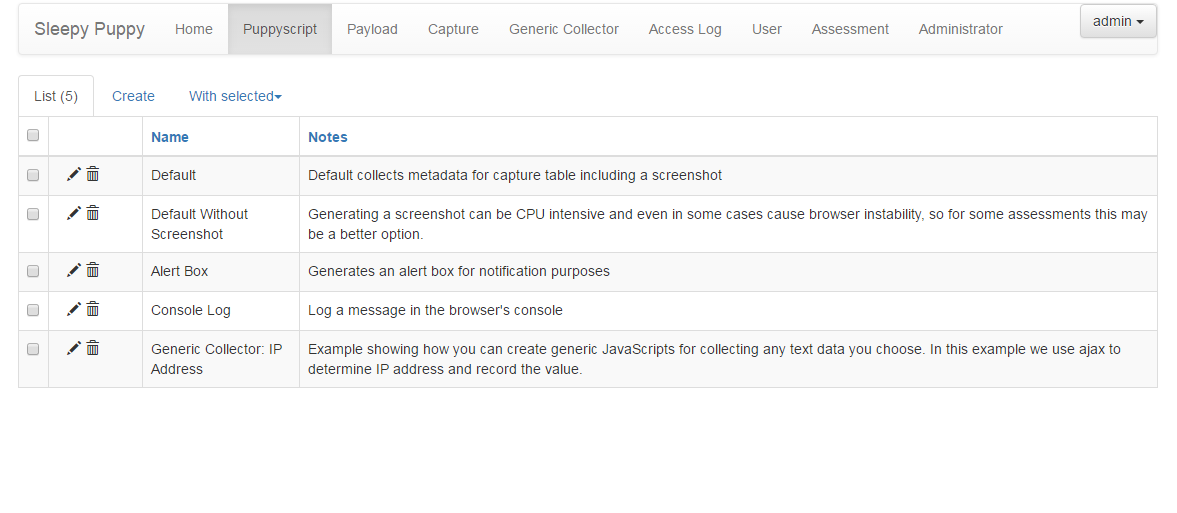 Sleepy Puppy Home Puppyscript Payload Capture Generic Collector Access Log User Assessment Administrator admin
List (5) Create With selected
Name Notes
Default Default collects metadata for capture table including a screenshot
Default Without Generating a screenshot can be CPU intensive and even in some cases cause browser instability, so for some assessments this may
Screenshot be a better option.
Alert Box Generates an alert box for notification purposes
Console Log Log a message in the browser's console
Generic Collector: IP Example showing how you can create generic JavaScripts for collecting any text data you choose. In this example we use ajax to
Address determine IP address and record the value.